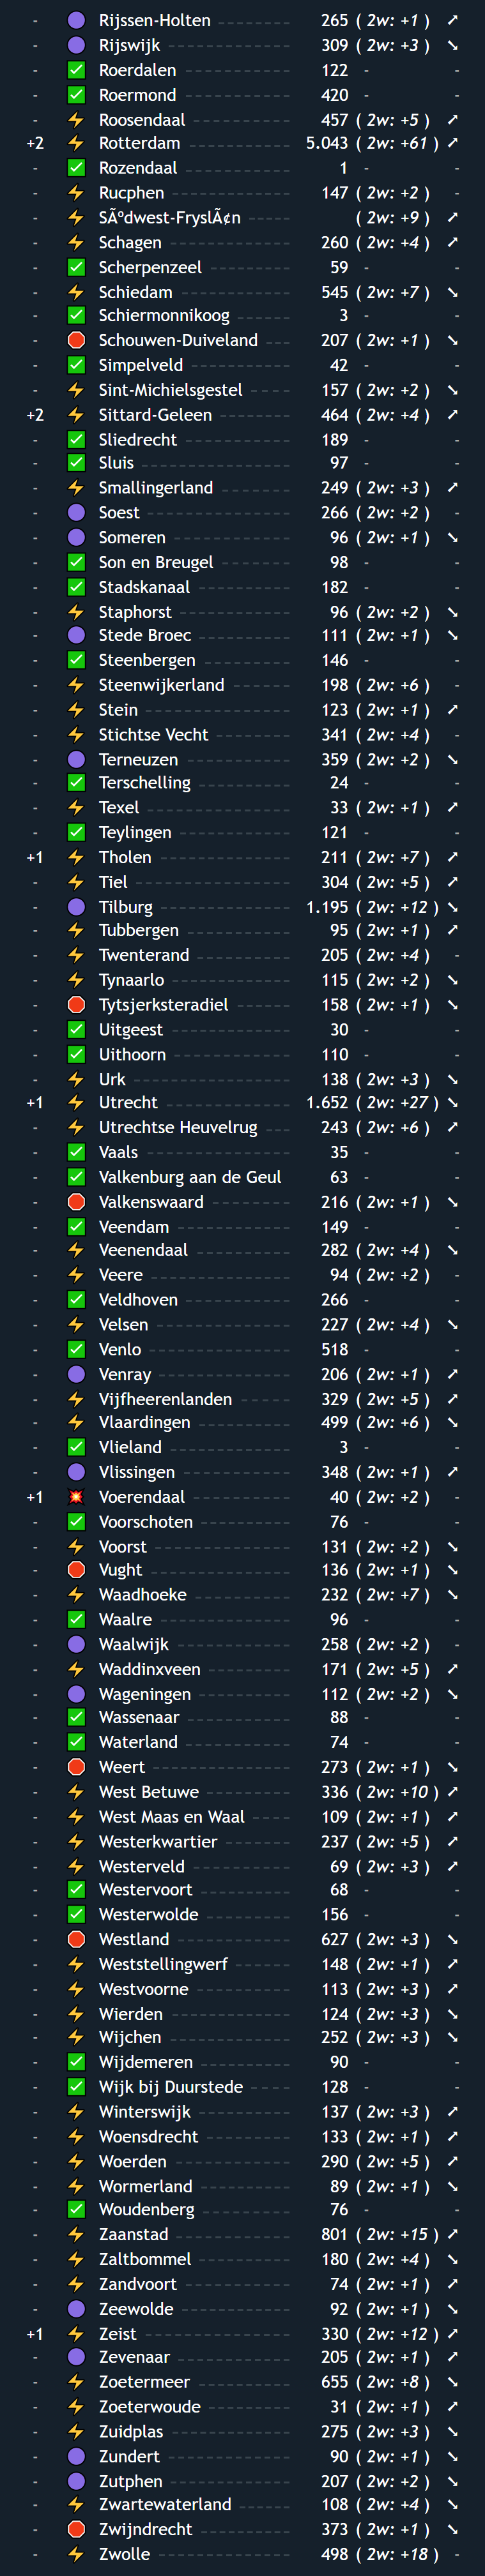 - Rijssen-Holten 265 ( 2w: +1 ) ➚
- Rijswijk 309 ( 2w: +3 ) ➘
- Roerdalen 122 - -
- Roermond 420 - -
- Roosendaal 457 ( 2w: +5 ) ➚
+2 Rotterdam 5.043 ( 2w: +61 ) ➚
- Rozendaal 1 - -
- Rucphen 147 ( 2w: +2 ) -
- SÃºdwest-FryslÃ¢n ( 2w: +9 ) ➚
- Schagen 260 ( 2w: +4 ) ➚
- Scherpenzeel 59 - -
- Schiedam 545 ( 2w: +7 ) ➘
- Schiermonnikoog 3 - -
- Schouwen-Duiveland 207 ( 2w: +1 ) ➘
- Simpelveld 42 - -
- Sint-Michielsgestel 157 ( 2w: +2 ) ➘
+2 Sittard-Geleen 464 ( 2w: +4 ) ➚
- Sliedrecht 189 - -
- Sluis 97 - -
- Smallingerland 249 ( 2w: +3 ) ➚
- Soest 266 ( 2w: +2 ) -
- Someren 96 ( 2w: +1 ) ➘
- Son en Breugel 98 - -
- Stadskanaal 182 - -
- Staphorst 96 ( 2w: +2 ) ➘
- Stede Broec 111 ( 2w: +1 ) ➘
- Steenbergen 146 - -
- Steenwijkerland 198 ( 2w: +6 ) -
- Stein 123 ( 2w: +1 ) ➚
- Stichtse Vecht 341 ( 2w: +4 ) -
- Terneuzen 359 ( 2w: +2 ) ➘
- Terschelling 24 - -
- Texel 33 ( 2w: +1 ) ➚
- Teylingen 121 - -
+1 Tholen 211 ( 2w: +7 ) ➚
- Tiel 304 ( 2w: +5 ) ➚
- Tilburg 1.195 ( 2w: +12 ) ➘
- Tubbergen 95 ( 2w: +1 ) ➚
- Twenterand 205 ( 2w: +4 ) -
- Tynaarlo 115 ( 2w: +2 ) ➘
- Tytsjerksteradiel 158 ( 2w: +1 ) ➘
- Uitgeest 30 - -
- Uithoorn 110 - -
- Urk 138 ( 2w: +3 ) ➘
+1 Utrecht 1.652 ( 2w: +27 ) ➘
- Utrechtse Heuvelrug 243 ( 2w: +6 ) ➚
- Vaals 35 - -
- Valkenburg aan de Geul 63 - -
- Valkenswaard 216 ( 2w: +1 ) ➘
- Veendam 149 - -
- Veenendaal 282 ( 2w: +4 ) ➘
- Veere 94 ( 2w: +2 ) -
- Veldhoven 266 - -
- Velsen 227 ( 2w: +4 ) ➘
- Venlo 518 - -
- Venray 206 ( 2w: +1 ) ➚
- Vijfheerenlanden 329 ( 2w: +5 ) ➚
- Vlaardingen 499 ( 2w: +6 ) ➘
- Vlieland 3 - -
- Vlissingen 348 ( 2w: +1 ) ➚
+1 Voerendaal 40 ( 2w: +2 ) -
- Voorschoten 76 - -
- Voorst 131 ( 2w: +2 ) ➘
- Vught 136 ( 2w: +1 ) ➘
- Waadhoeke 232 ( 2w: +7 ) ➘
- Waalre 96 - -
- Waalwijk 258 ( 2w: +2 ) -
- Waddinxveen 171 ( 2w: +5 ) ➚
- Wageningen 112 ( 2w: +2 ) ➘
- Wassenaar 88 - -
- Waterland 74 - -
- Weert 273 ( 2w: +1 ) ➘
- West Betuwe 336 ( 2w: +10 ) ➚
- West Maas en Waal 109 ( 2w: +1 ) ➚
- Westerkwartier 237 ( 2w: +5 ) ➚
- Westerveld 69 ( 2w: +3 ) ➚
- Westervoort 68 - -
- Westerwolde 156 - -
- Westland 627 ( 2w: +3 ) ➘
- Weststellingwerf 148 ( 2w: +1 ) ➚
- Westvoorne 113 ( 2w: +3 ) ➚
- Wierden 124 ( 2w: +3 ) ➘
- Wijchen 252 ( 2w: +3 ) ➘
- Wijdemeren 90 - -
- Wijk bij Duurstede 128 - -
- Winterswijk 137 ( 2w: +3 ) ➚
- Woensdrecht 133 ( 2w: +1 ) ➚
- Woerden 290 ( 2w: +5 ) ➚
- Wormerland 89 ( 2w: +1 ) ➘
- Woudenberg 76 - -
- Zaanstad 801 ( 2w: +15 ) ➚
- Zaltbommel 180 ( 2w: +4 ) ➘
- Zandvoort 74 ( 2w: +1 ) ➚
- Zeewolde 92 ( 2w: +1 ) ➘
+1 Zeist 330 ( 2w: +12 ) ➚
- Zevenaar 205 ( 2w: +1 ) ➚
- Zoetermeer 655 ( 2w: +8 ) ➘
- Zoeterwoude 31 ( 2w: +1 ) ➚
- Zuidplas 275 ( 2w: +3 ) ➘
- Zundert 90 ( 2w: +1 ) ➘
- Zutphen 207 ( 2w: +2 ) ➘
- Zwartewaterland 108 ( 2w: +4 ) ➘
- Zwijndrecht 373 ( 2w: +1 ) ➘
- Zwolle 498 ( 2w: +18 ) -